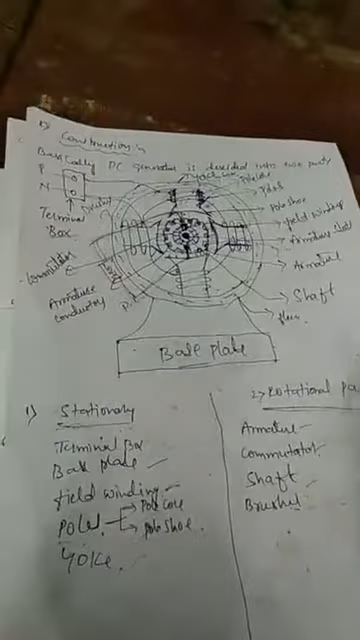 Construction :-
Basically DC generator is divided into two parts
P
N
Terminal
Box
Pole shoe
field winding
Armature slot
Armature
Shaft
Commutator
Armature
conductors
Base plate
1) Stationary
Terminal Box
Base plate
field winding
Pole → Pole core
→ pole shoe.
Yoke
2) Rotational pa
Armature
Commutator
Shaft
Brushes